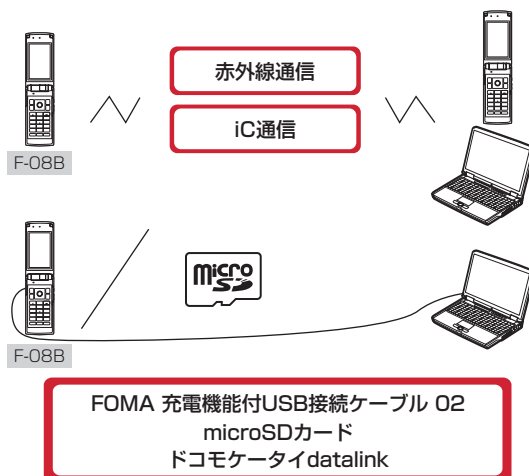 赤外線通信
iC通信
F-08B
micro
SD
F-08B
FOMA 充電機能付USB接続ケーブル 02
microSDカード
ドコモケータイdatalink